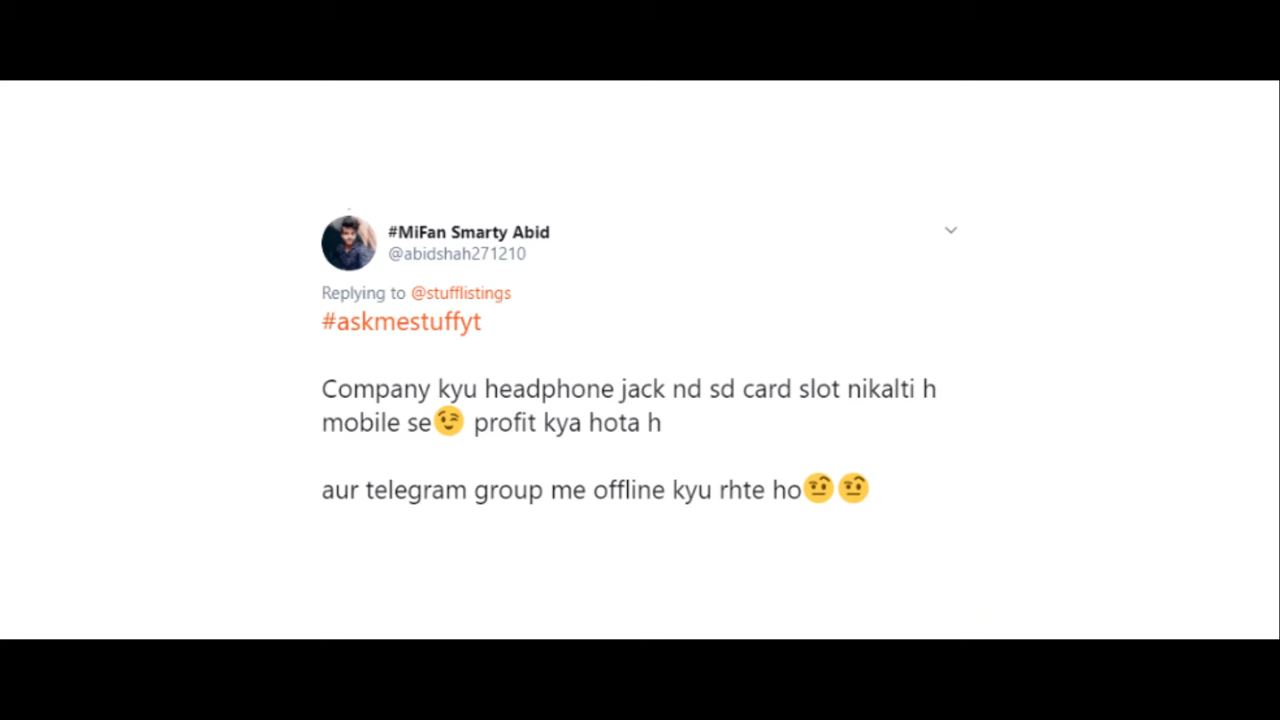 #MiFan Smarty Abid
@abidshah271210
Replying to @stufflistings
#askmestuffyt
Company kyu headphone jack nd sd card slot nikalti h
mobile se😉 profit kya hota h
aur telegram group me offline kyu rhte ho🤨🤨